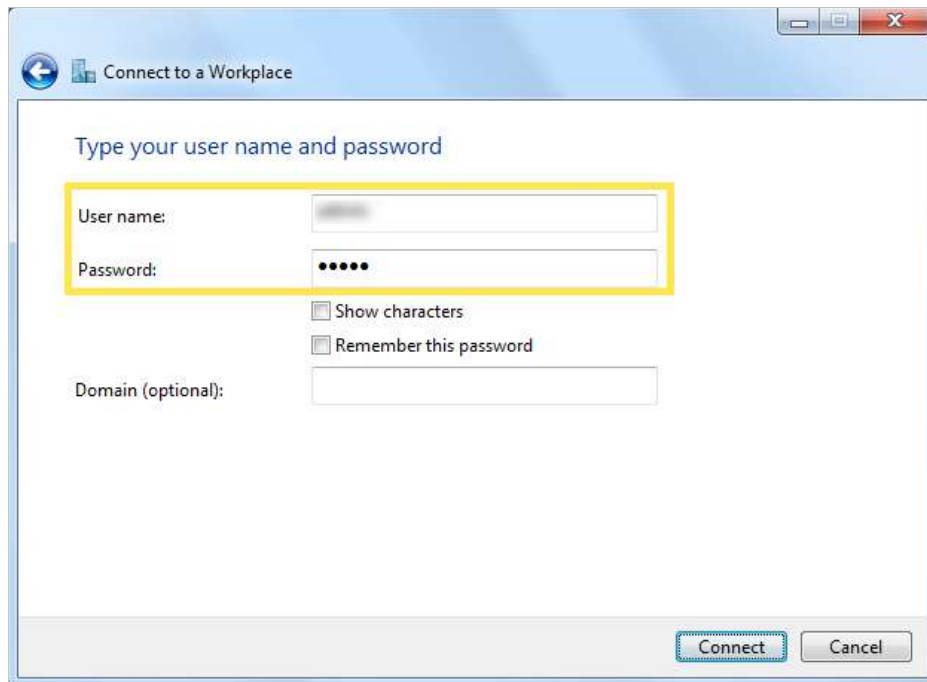 Connect to a Workplace
Type your user name and password
User name:
Password: •••••
Show characters
Remember this password
Domain (optional):
Connect Cancel